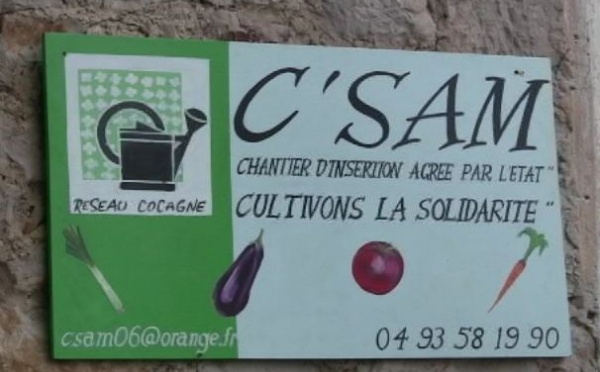 C'SAM
CHANTIER D'INSERTION AGREE PAR L'ETAT"
CULTIVONS LA SOLIDARITE"
RESEAU COCAGNE
csam06@orange.fr
04 93 58 19 90